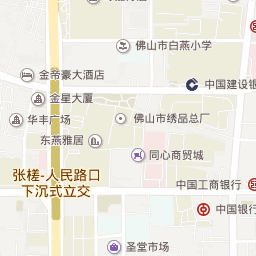 佛山市白燕小学
金帝豪大酒店
中国建设银
金星大厦
华丰广场
佛山市绣品总厂
东燕雅居
同心商贸城
张槎-人民路口
下沉式立交
中国工商银行
中国银行
圣堂市场